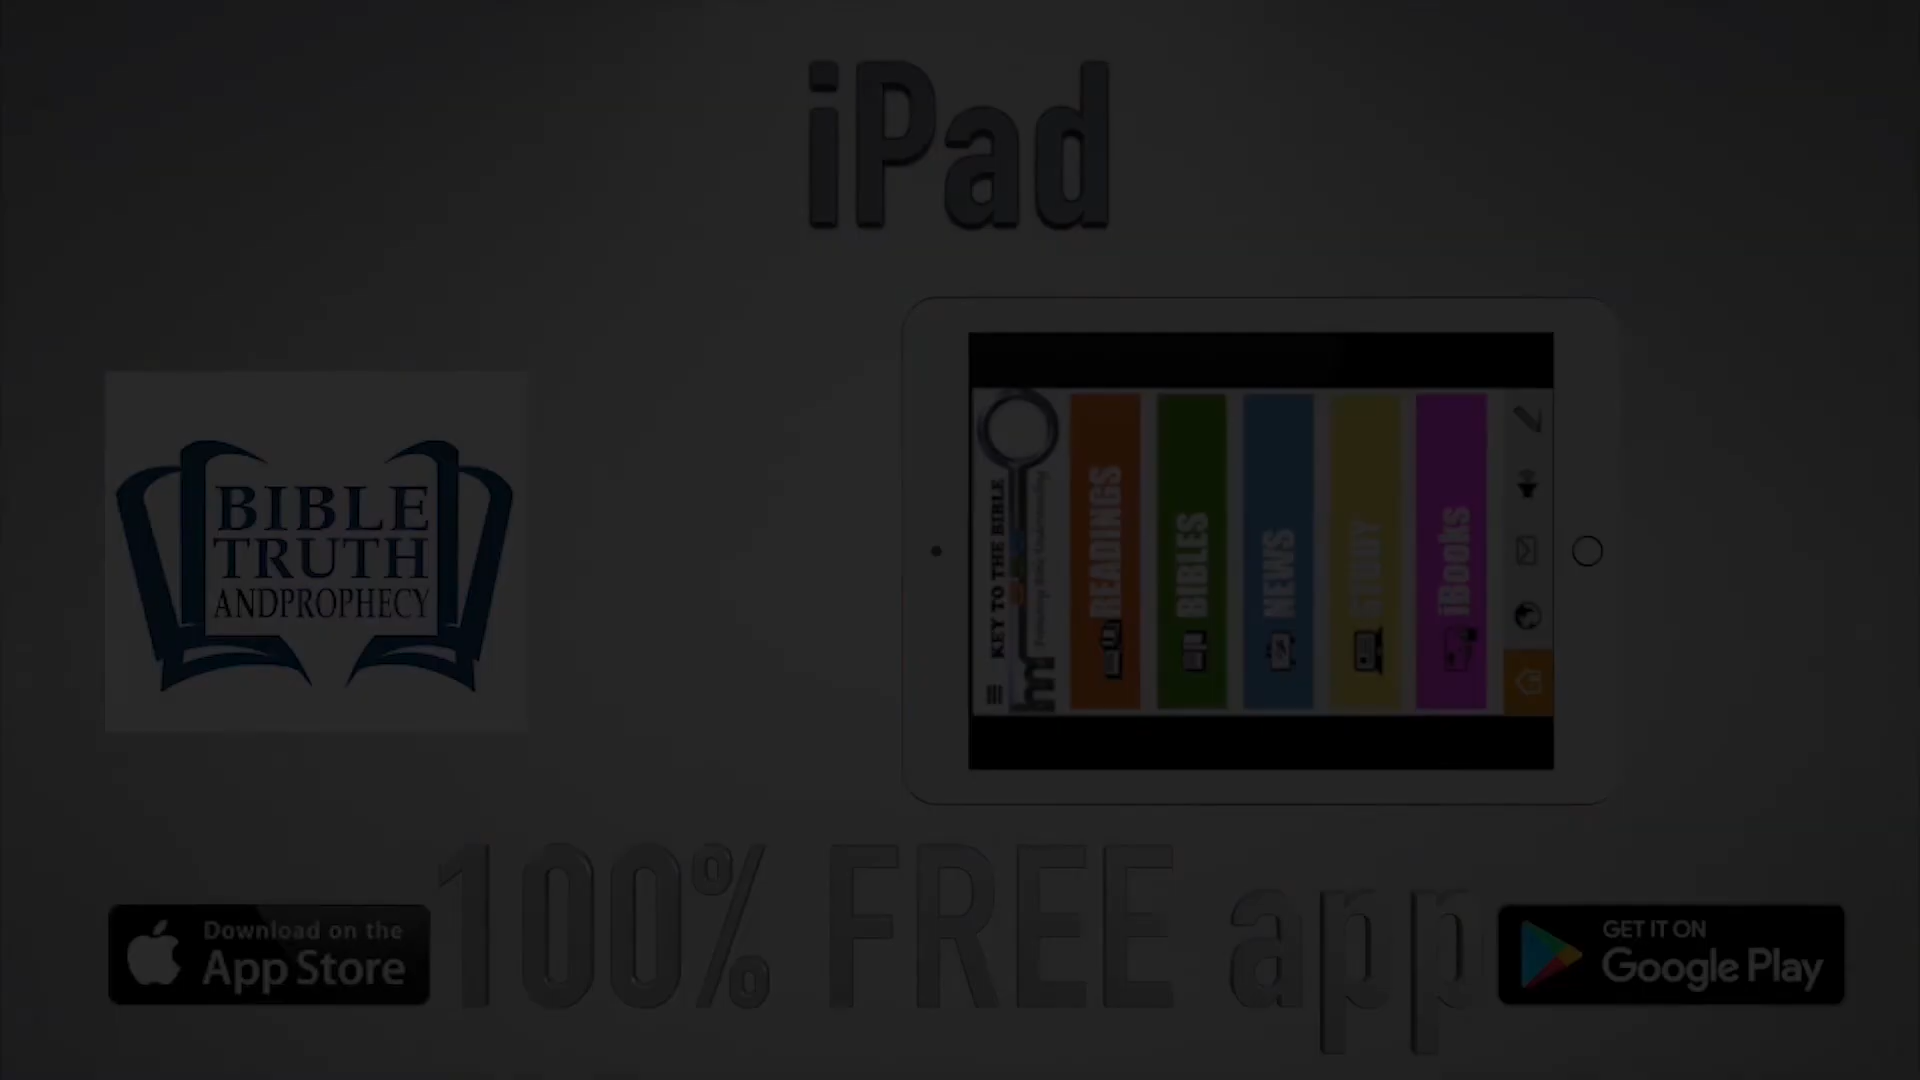 iPad
BIBLE
TRUTH
ANDPROPHECY
KEY TO THE BIBLE
READINGS
BIBLES
NEWS
STUDY
iBooks
100% FREE app
Download on the
App Store
GET IT ON
Google Play